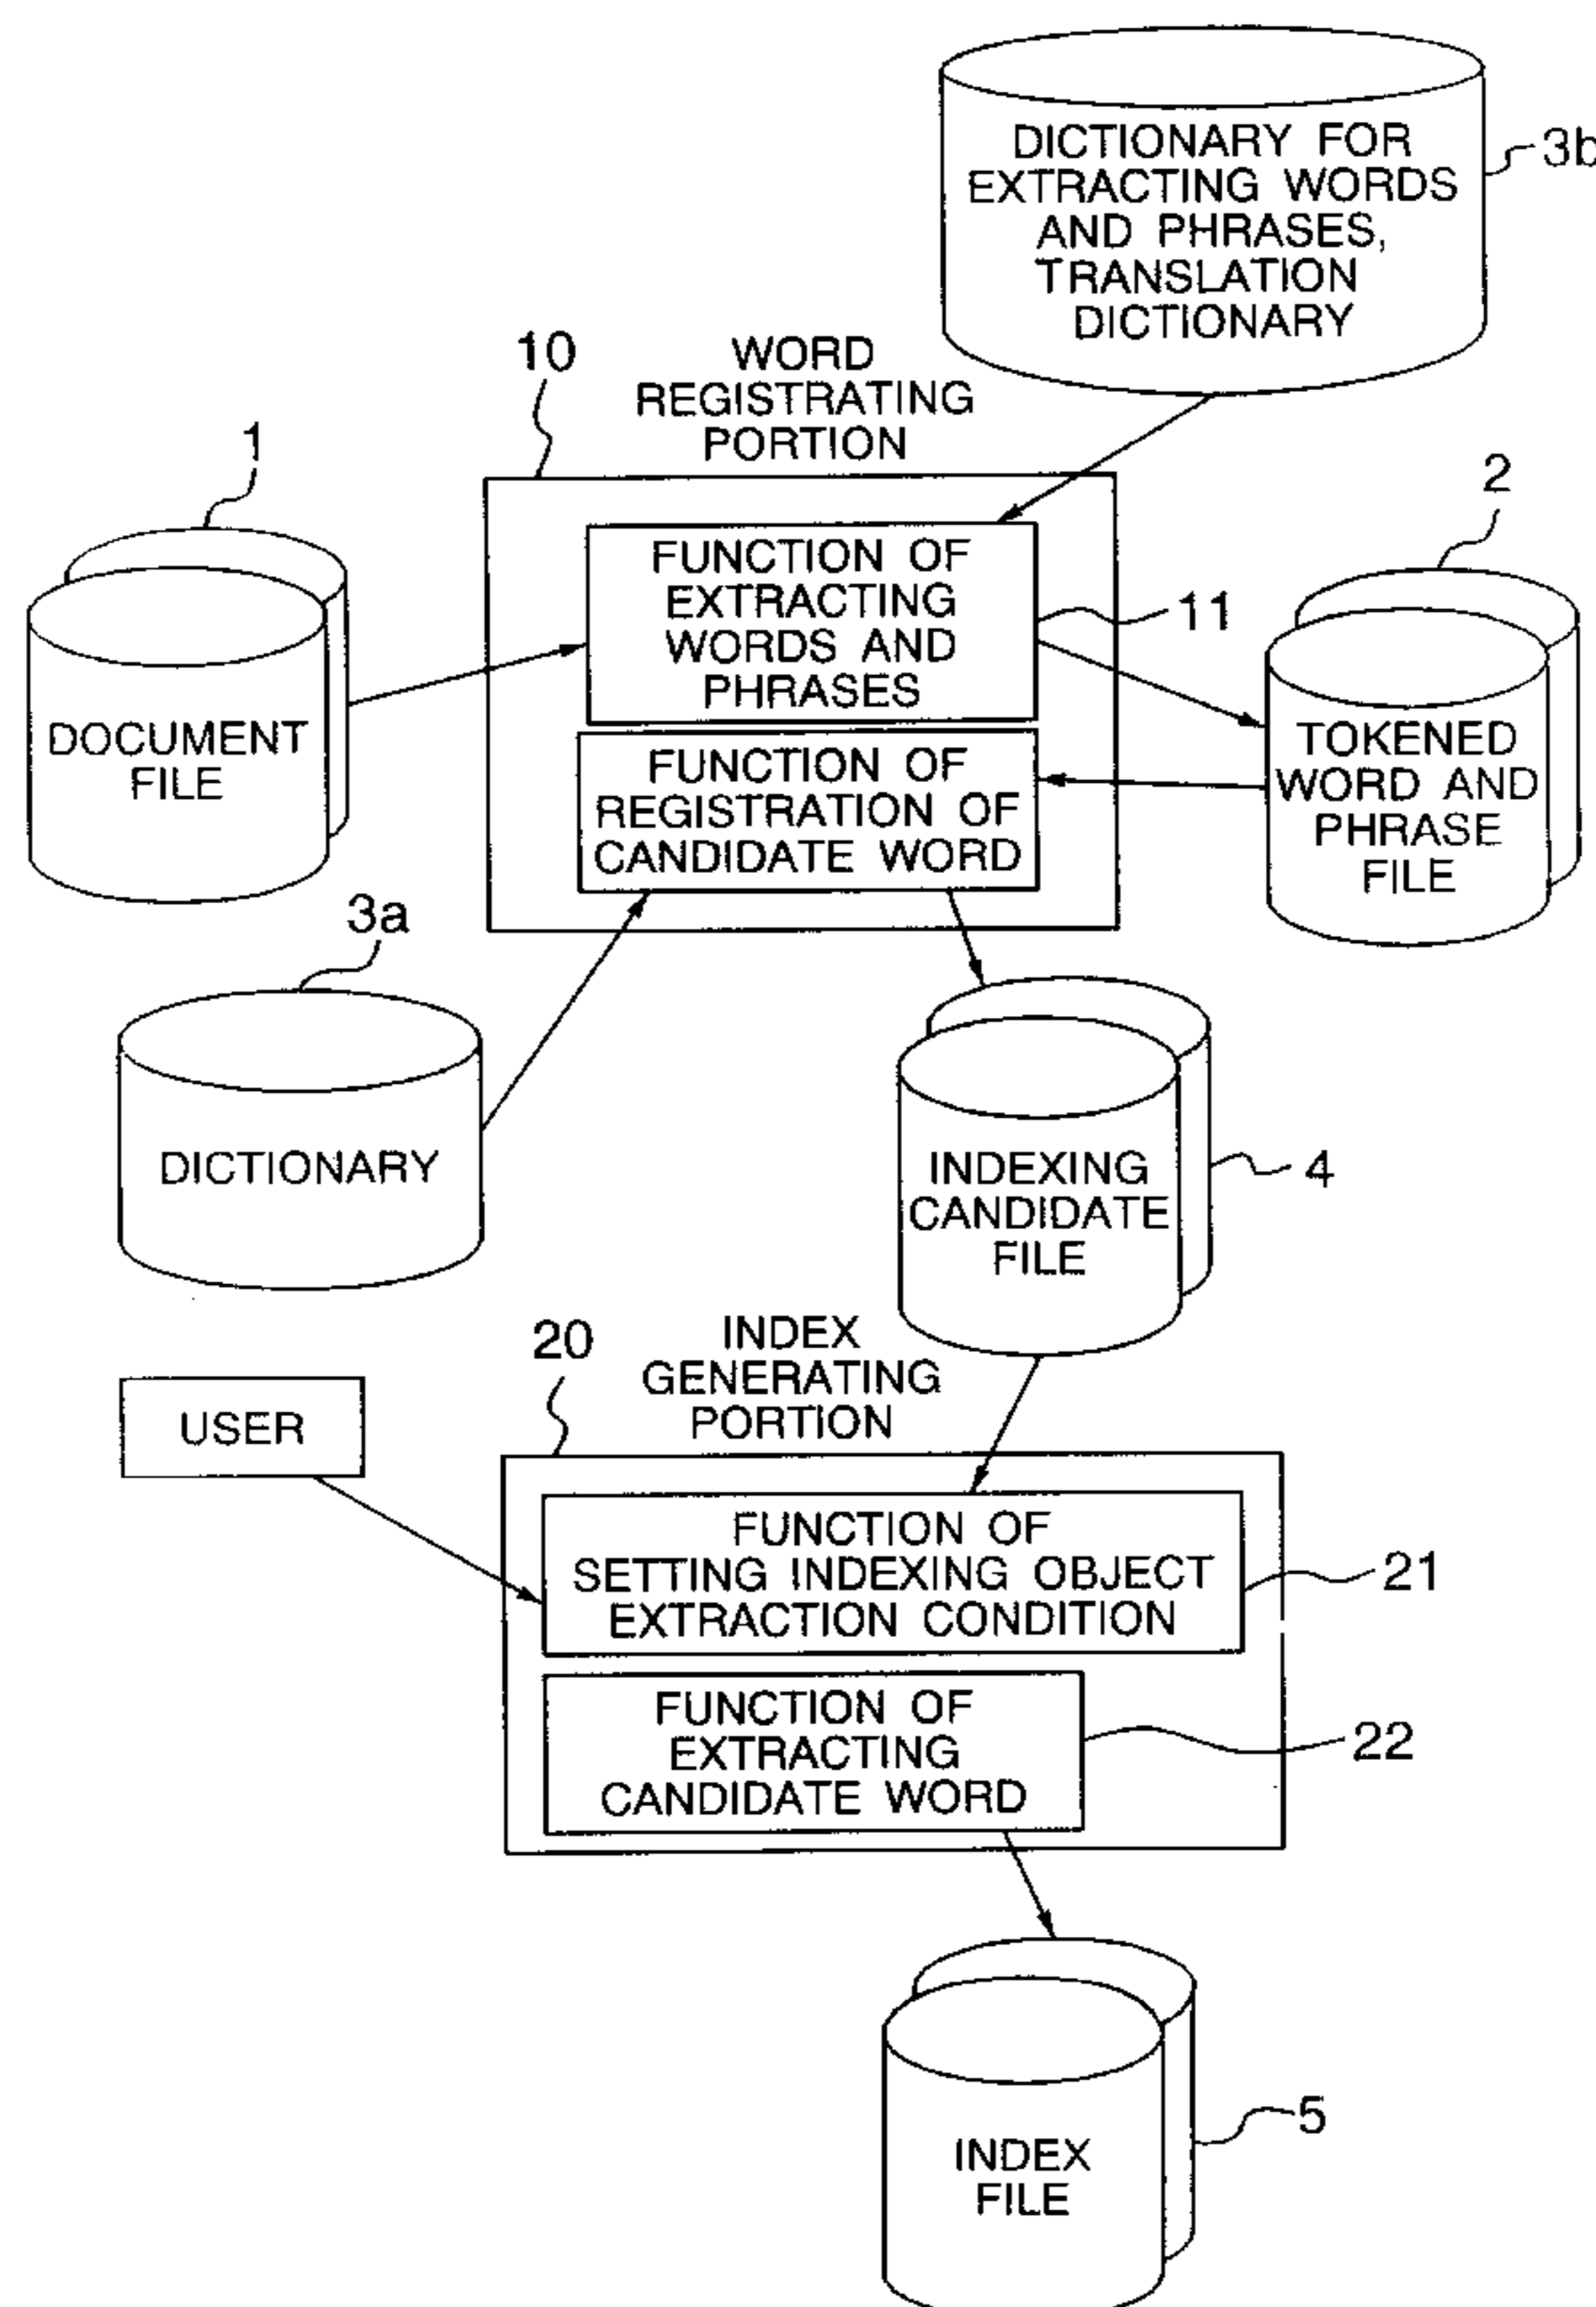 DICTIONARY FOR
EXTRACTING WORDS
AND PHRASES,
TRANSLATION
DICTIONARY
3b
10
WORD
REGISTRATING
PORTION
1
2
FUNCTION OF
EXTRACTING
WORDS AND
PHRASES
11
DOCUMENT
FILE
TOKENED
WORD AND
PHRASE
FILE
FUNCTION OF
REGISTRATION OF
CANDIDATE WORD
3a
DICTIONARY
INDEXING
CANDIDATE
FILE
4
20
INDEX
GENERATING
PORTION
USER
FUNCTION OF
SETTING INDEXING OBJECT
EXTRACTION CONDITION
21
FUNCTION OF
EXTRACTING
CANDIDATE WORD
22
INDEX
FILE
5